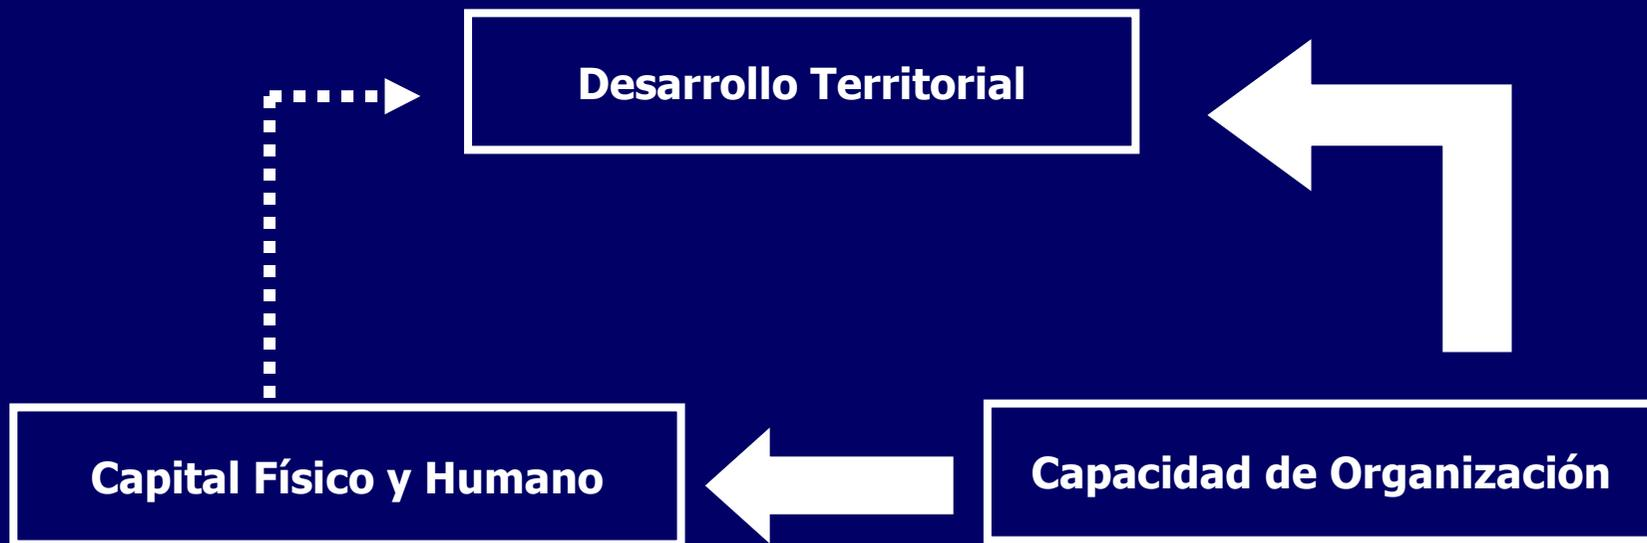 Desarrollo Territorial
Capital Físico y Humano
Capacidad de Organización